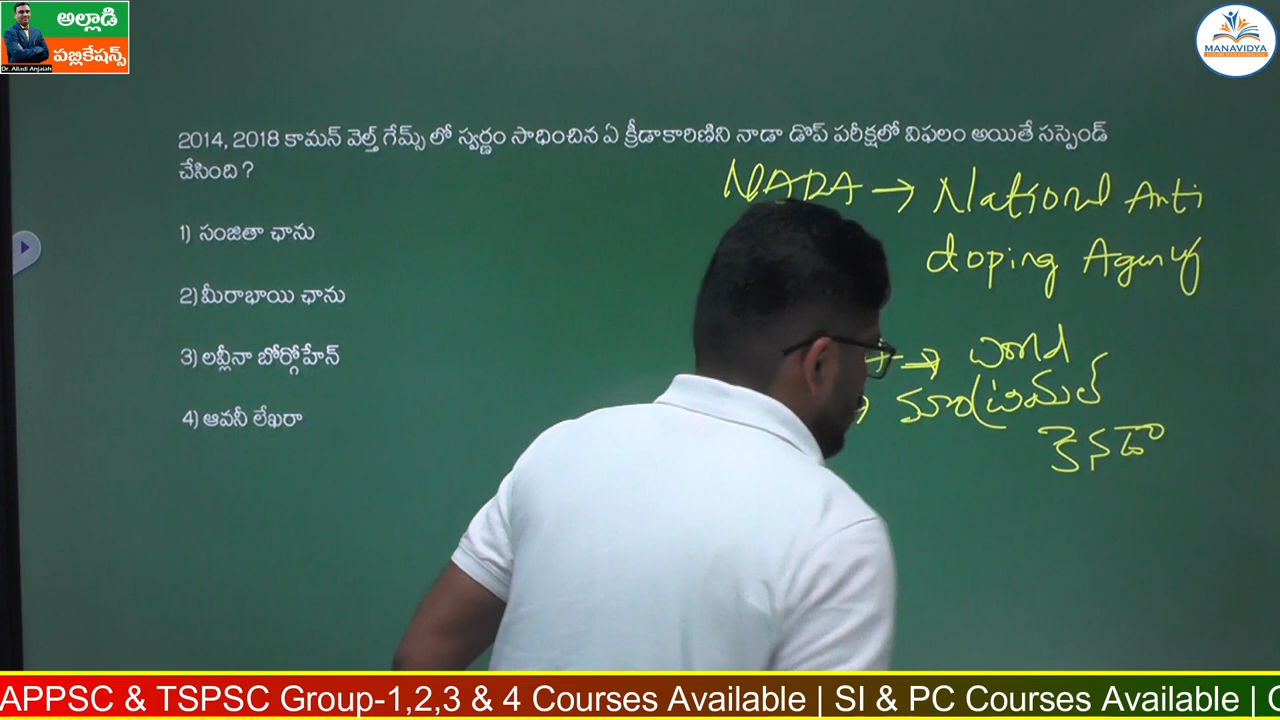 అల్లాడి
పబ్లికేషన్స్
Dr. Alladi Anjaiah
MANAVIDYA
2014, 2018 కామన్ వెల్త్ గేమ్స్ లో స్వర్ణం సాధించిన ఏ క్రీడాకారిణిని నాడా డోప్ పరీక్షలో విఫలం అయితే సస్పెండ్
చేసింది ?
1) సంజితా ఛాను
2) మీరాభాయి ఛాను
3) లవ్లీనా బోర్గోహేన్
4) ఆవనీ లేఖరా
NADA → National Anti
doping Agency
→ world
కెనడా
APPSC & TSPSC Group-1,2,3 & 4 Courses Available | SI & PC Courses Available |